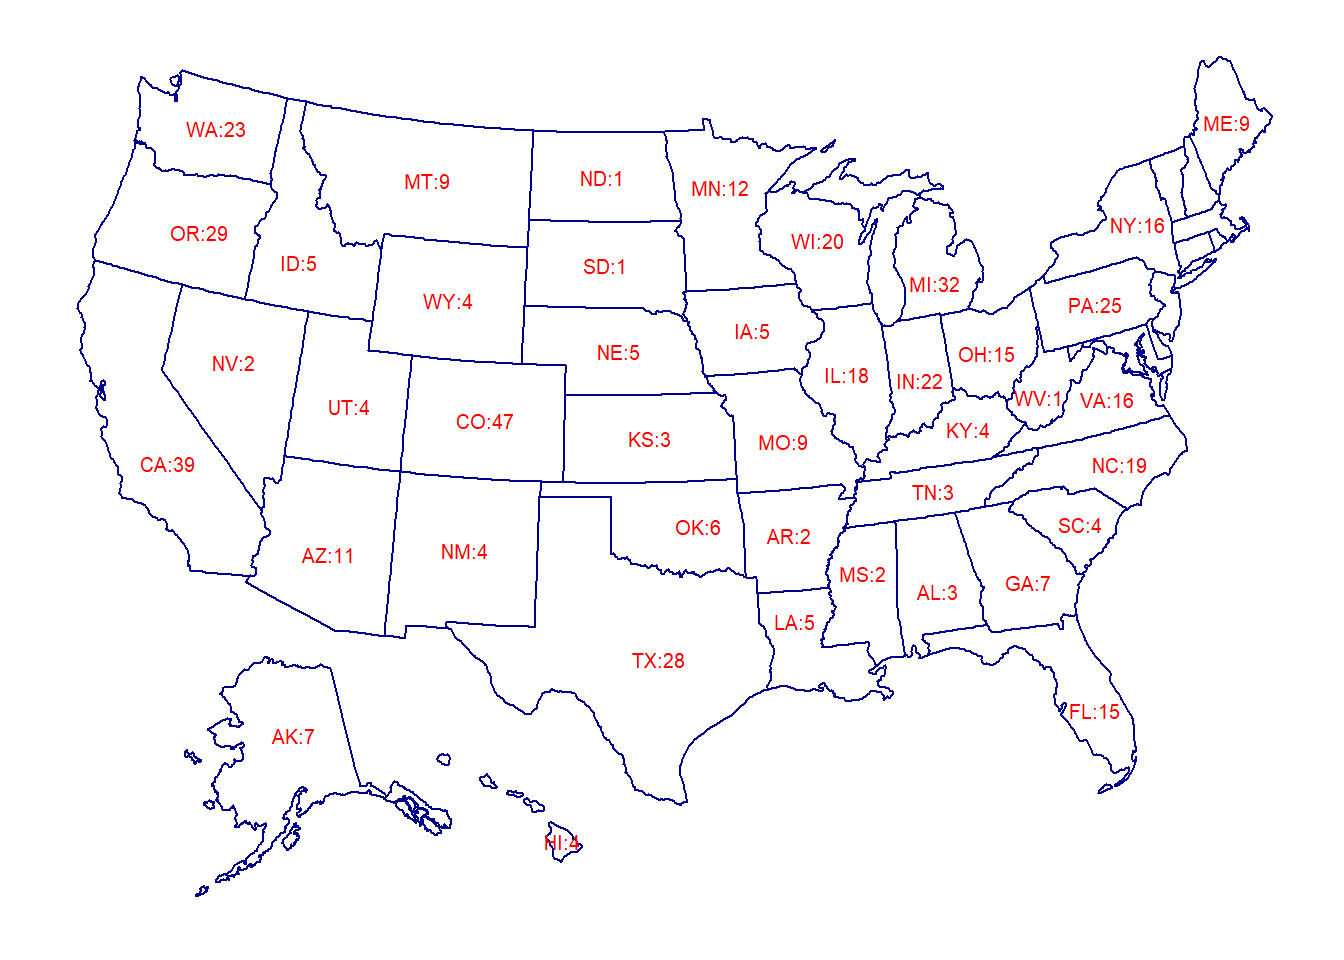 ME:9
WA:23
MT:9
ND:1
MN:12
NY:16
OR:29
WI:20
ID:5
SD:1
MI:32
WY:4
PA:25
IA:5
NE:5
OH:15
NV:2
IL:18
IN:22
WV:1
VA:16
UT:4
CO:47
KY:4
KS:3
MO:9
CA:39
NC:19
TN:3
OK:6
SC:4
AR:2
NM:4
AZ:11
MS:2
GA:7
AL:3
LA:5
TX:28
FL:15
AK:7
HI:4